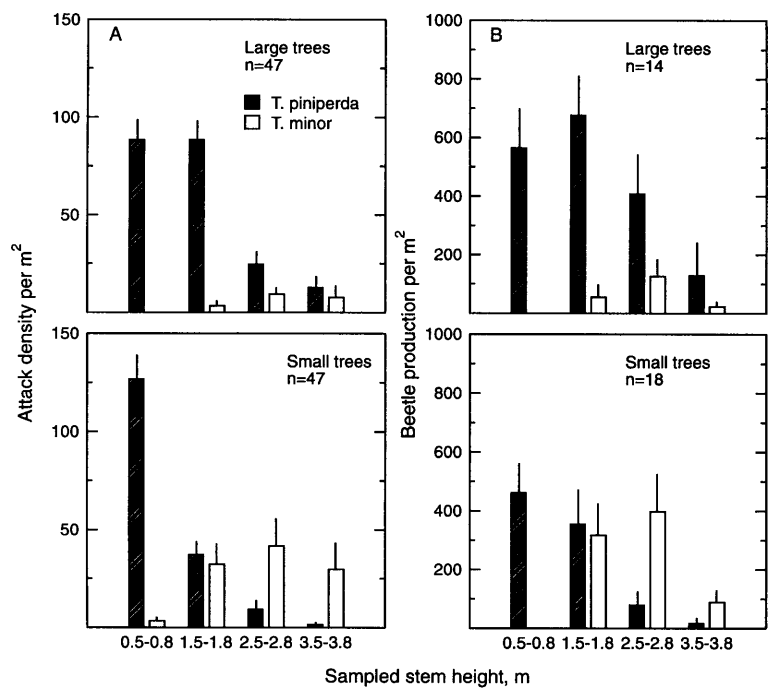 A
Large trees
n=47
T. piniperda
T. minor
100
50
B
Large trees
n=14
1000
800
600
400
200
Attack density per m²
Beetle production per m²
150
100
50
Small trees
n=47
1000
800
600
400
200
Small trees
n=18
0.5-0.8 1.5-1.8 2.5-2.8 3.5-3.8
0.5-0.8 1.5-1.8 2.5-2.8 3.5-3.8
Sampled stem height, m